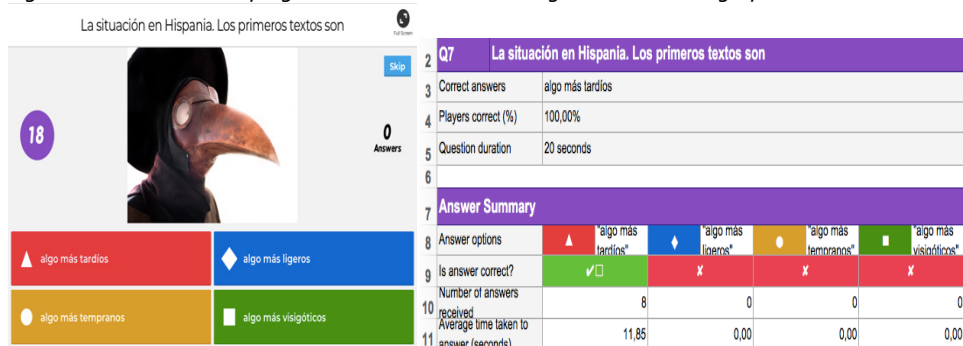 La situación en Hispania. Los primeros textos son
Full Screen
Skip
18
0
Answers
algo más tardíos
algo más ligeros
algo más tempranos
algo más visigóticos
2 Q7 La situación en Hispania. Los primeros textos son
3 Correct answers algo más tardíos
4 Players correct (%) 100,00%
5 Question duration 20 seconds
6
7 Answer Summary
8 Answer options "algo más tardíos" "algo más ligeros" "algo más tempranos" "algo más visigóticos"
9 Is answer correct? ✔ ✘ ✘ ✘
10 Number of answers received 8 0 0 0
11 Average time taken to answer (seconds) 11,85 0,00 0,00 0,00